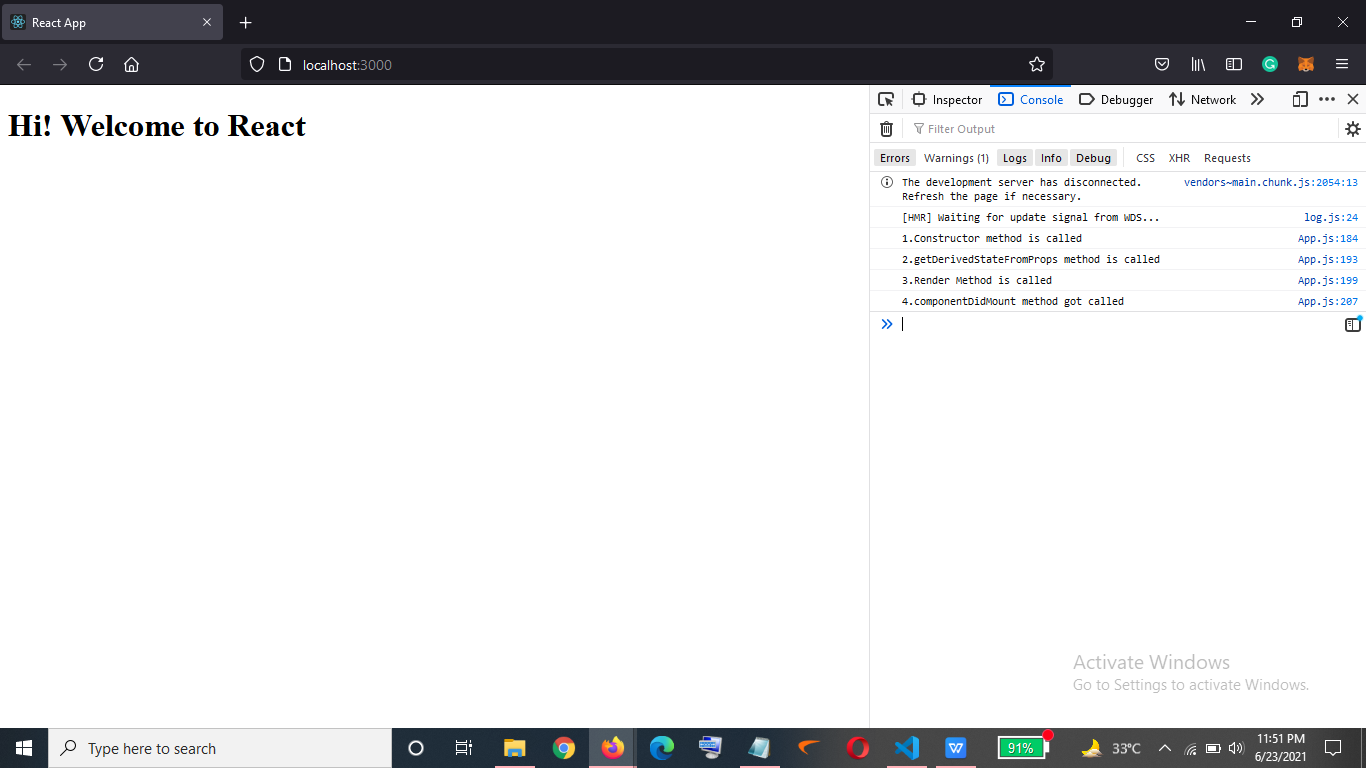 React App
localhost:3000
Hi! Welcome to React
Inspector Console Debugger Network
Filter Output
Errors Warnings (1) Logs Info Debug CSS XHR Requests
The development server has disconnected. vendors~main.chunk.js:2054:13
Refresh the page if necessary.
[HMR] Waiting for update signal from WDS... log.js:24
1.Constructor method is called App.js:184
2.getDerivedStateFromProps method is called App.js:193
3.Render Method is called App.js:199
4.componentDidMount method got called App.js:207
Activate Windows
Go to Settings to activate Windows.
Type here to search
91%
33°C
11:51 PM
6/23/2021